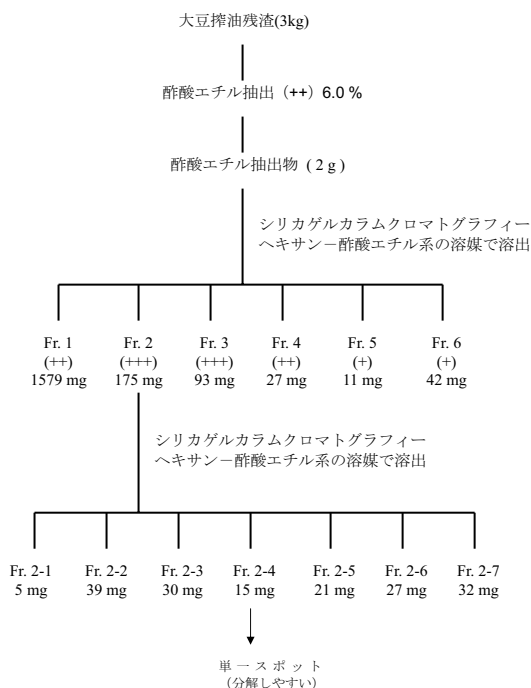 大豆搾油残渣(3kg)
酢酸エチル抽出（++）6.0 %
酢酸エチル抽出物 ( 2 g )
シリカゲルカラムクロマトグラフィー
ヘキサン－酢酸エチル系の溶媒で溶出
Fr. 1 Fr. 2 Fr. 3 Fr. 4 Fr. 5 Fr. 6
(++) (+++) (+++) (++) (+) (+)
1579 mg 175 mg 93 mg 27 mg 11 mg 42 mg
シリカゲルカラムクロマトグラフィー
ヘキサン－酢酸エチル系の溶媒で溶出
Fr. 2-1 Fr. 2-2 Fr. 2-3 Fr. 2-4 Fr. 2-5 Fr. 2-6 Fr. 2-7
5 mg 39 mg 30 mg 15 mg 21 mg 27 mg 32 mg
単一スポット
（分解しやすい）